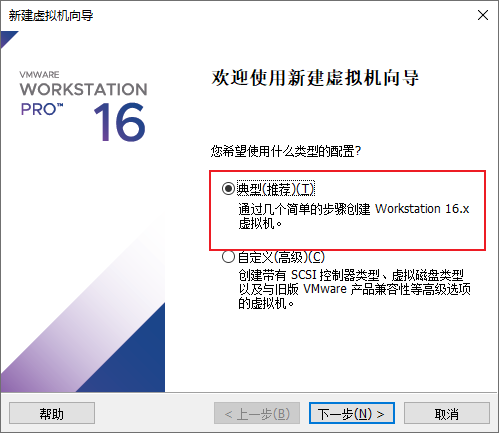 新建虚拟机向导
VMWARE
WORKSTATION
PRO™ 16
欢迎使用新建虚拟机向导
您希望使用什么类型的配置?
典型(推荐)(T)
通过几个简单的步骤创建 Workstation 16.x
虚拟机。
自定义(高级)(C)
创建带有 SCSI 控制器类型、虚拟磁盘类型
以及与旧版 VMware 产品兼容性等高级选项
的虚拟机。
帮助
< 上一步(B)
下一步(N) >
取消